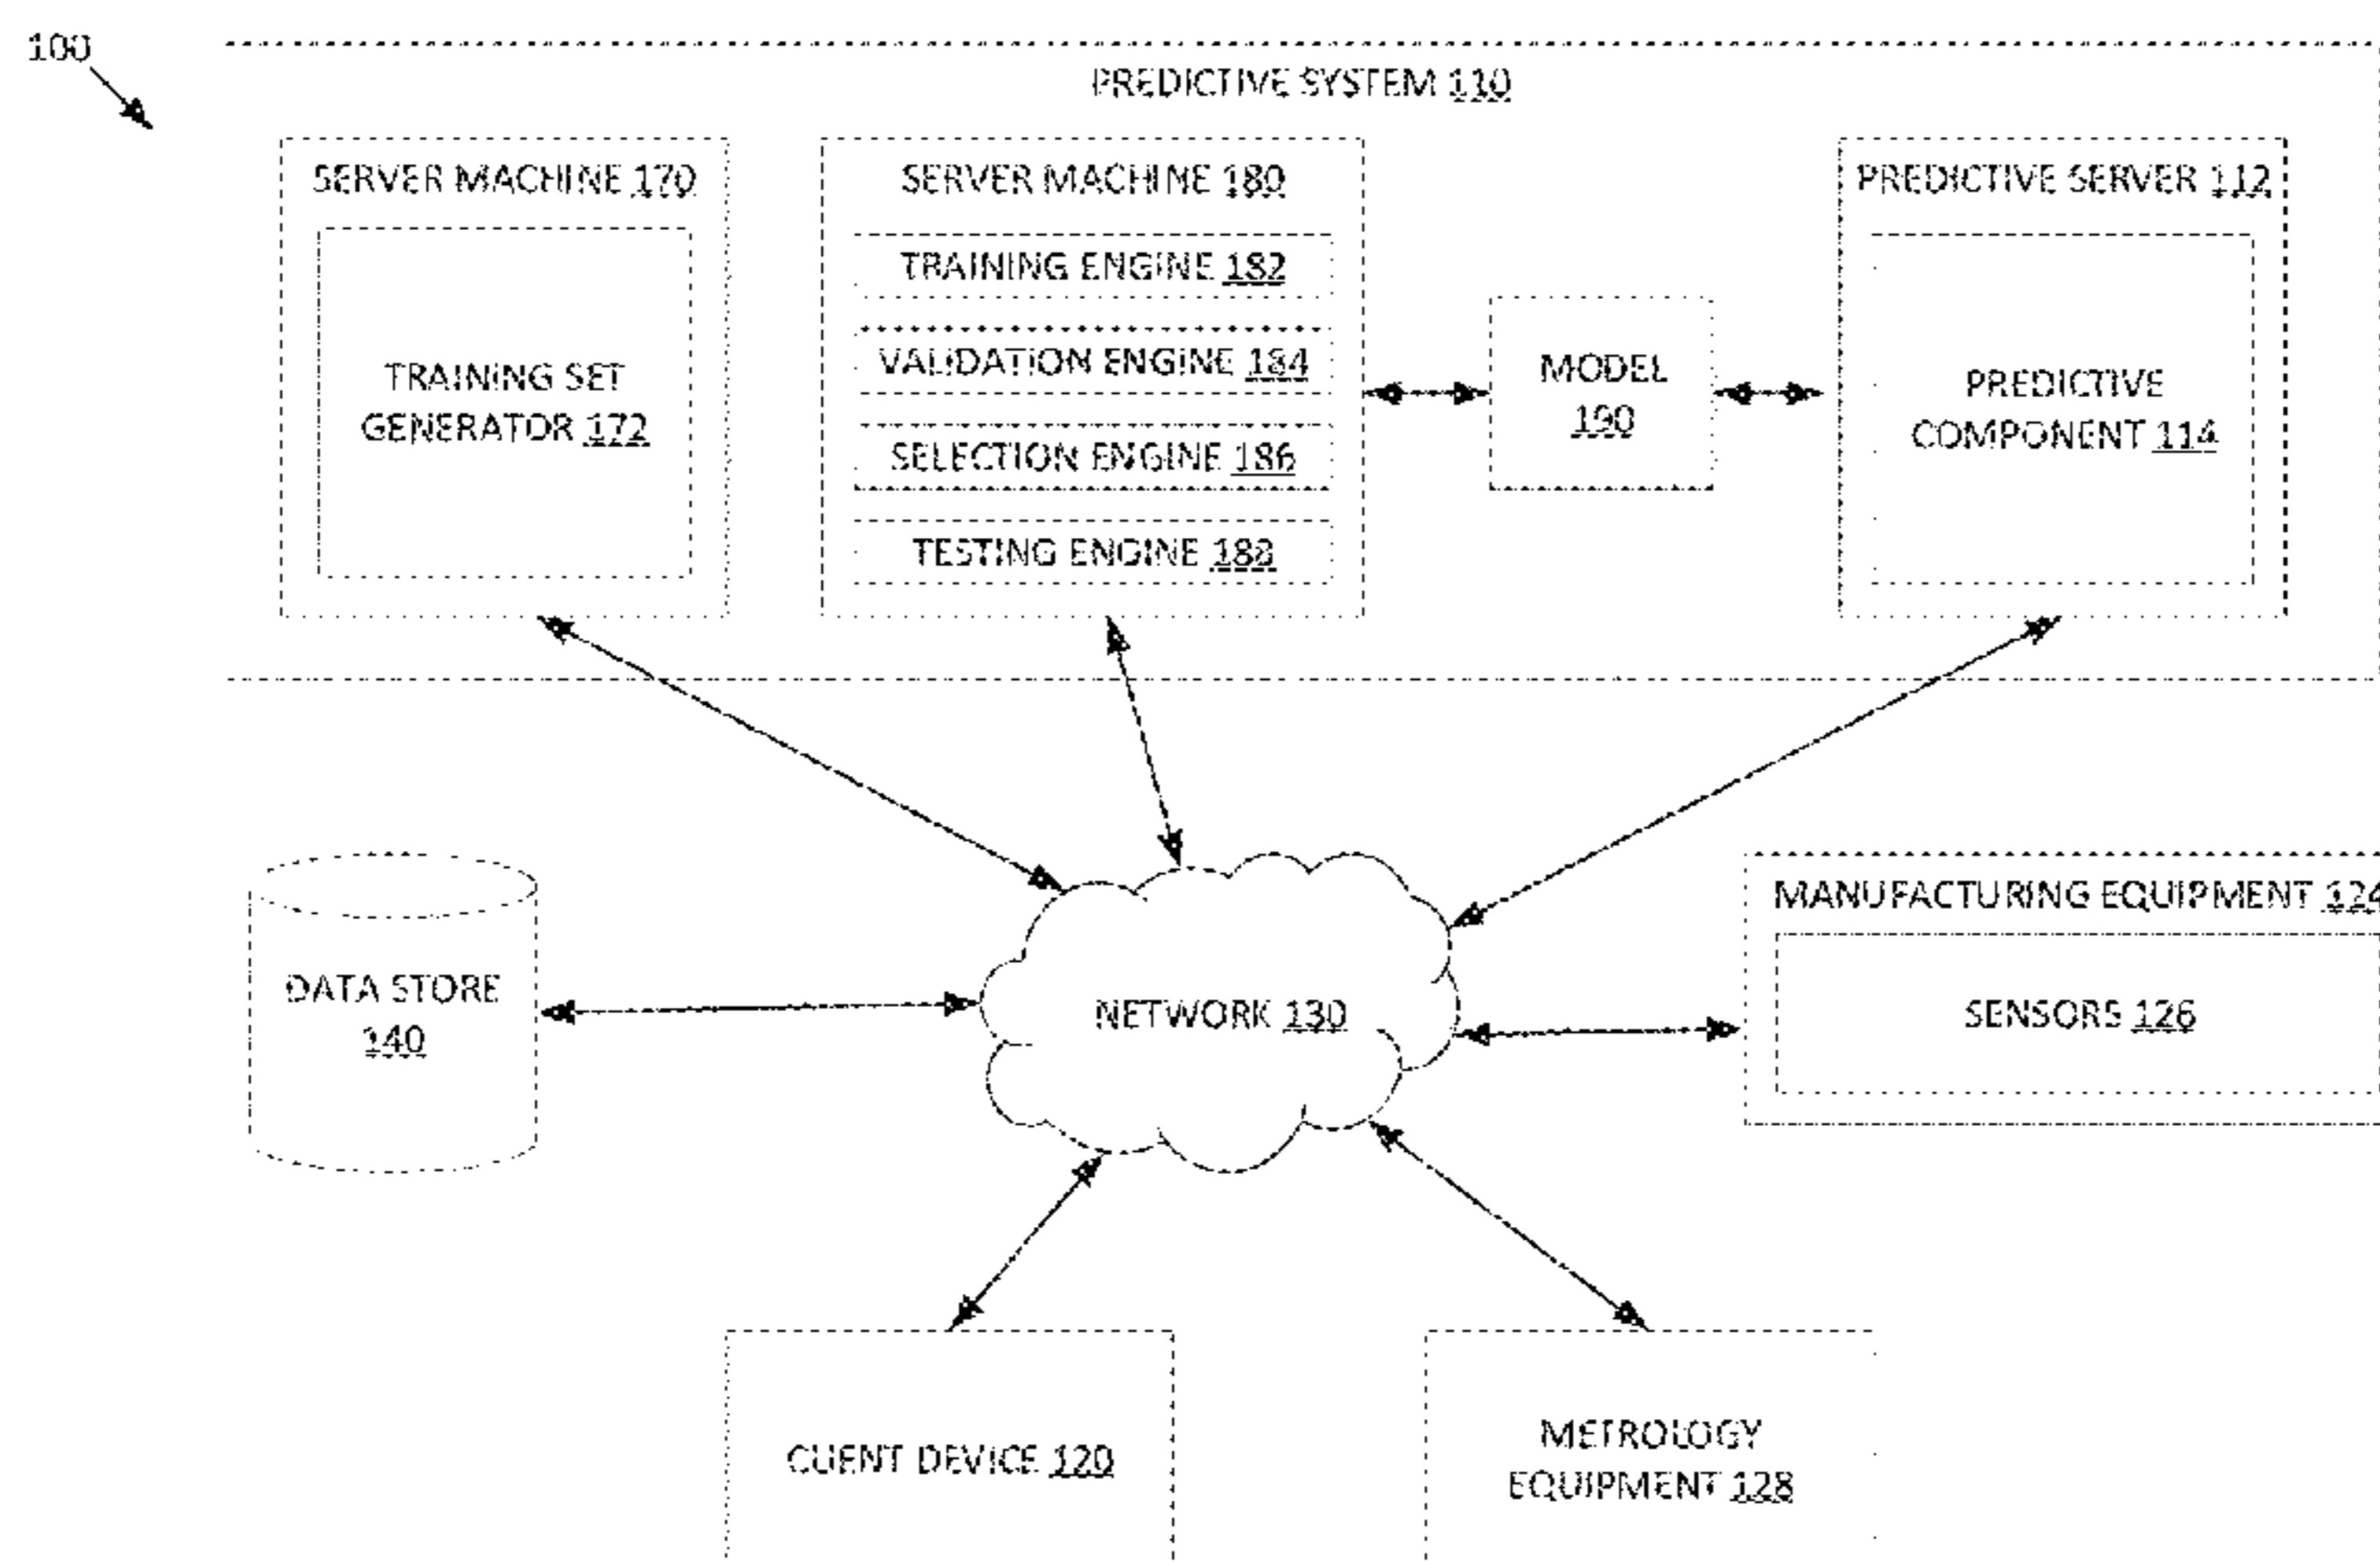 100
PREDICTIVE SYSTEM 110
SERVER MACHINE 170
TRAINING SET
GENERATOR 172
SERVER MACHINE 180
TRAINING ENGINE 182
VALIDATION ENGINE 184
SELECTION ENGINE 186
TESTING ENGINE 188
MODEL
190
PREDICTIVE SERVER 112
PREDICTIVE
COMPONENT 114
DATA STORE
140
NETWORK 130
MANUFACTURING EQUIPMENT 124
SENSORS 126
CLIENT DEVICE 120
METROLOGY
EQUIPMENT 128